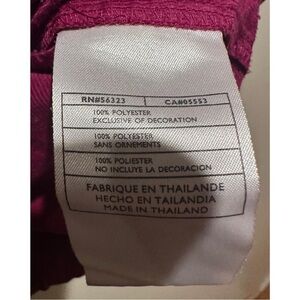 RN#56323 CA#05553
100% POLYESTER
EXCLUSIVE OF DECORATION
100% POLYESTER
SANS ORNEMENTS
100% POLIESTER
NO INCLUYE LA DECORACION
FABRIQUE EN THAILANDE
HECHO EN TAILANDIA
MADE IN THAILAND